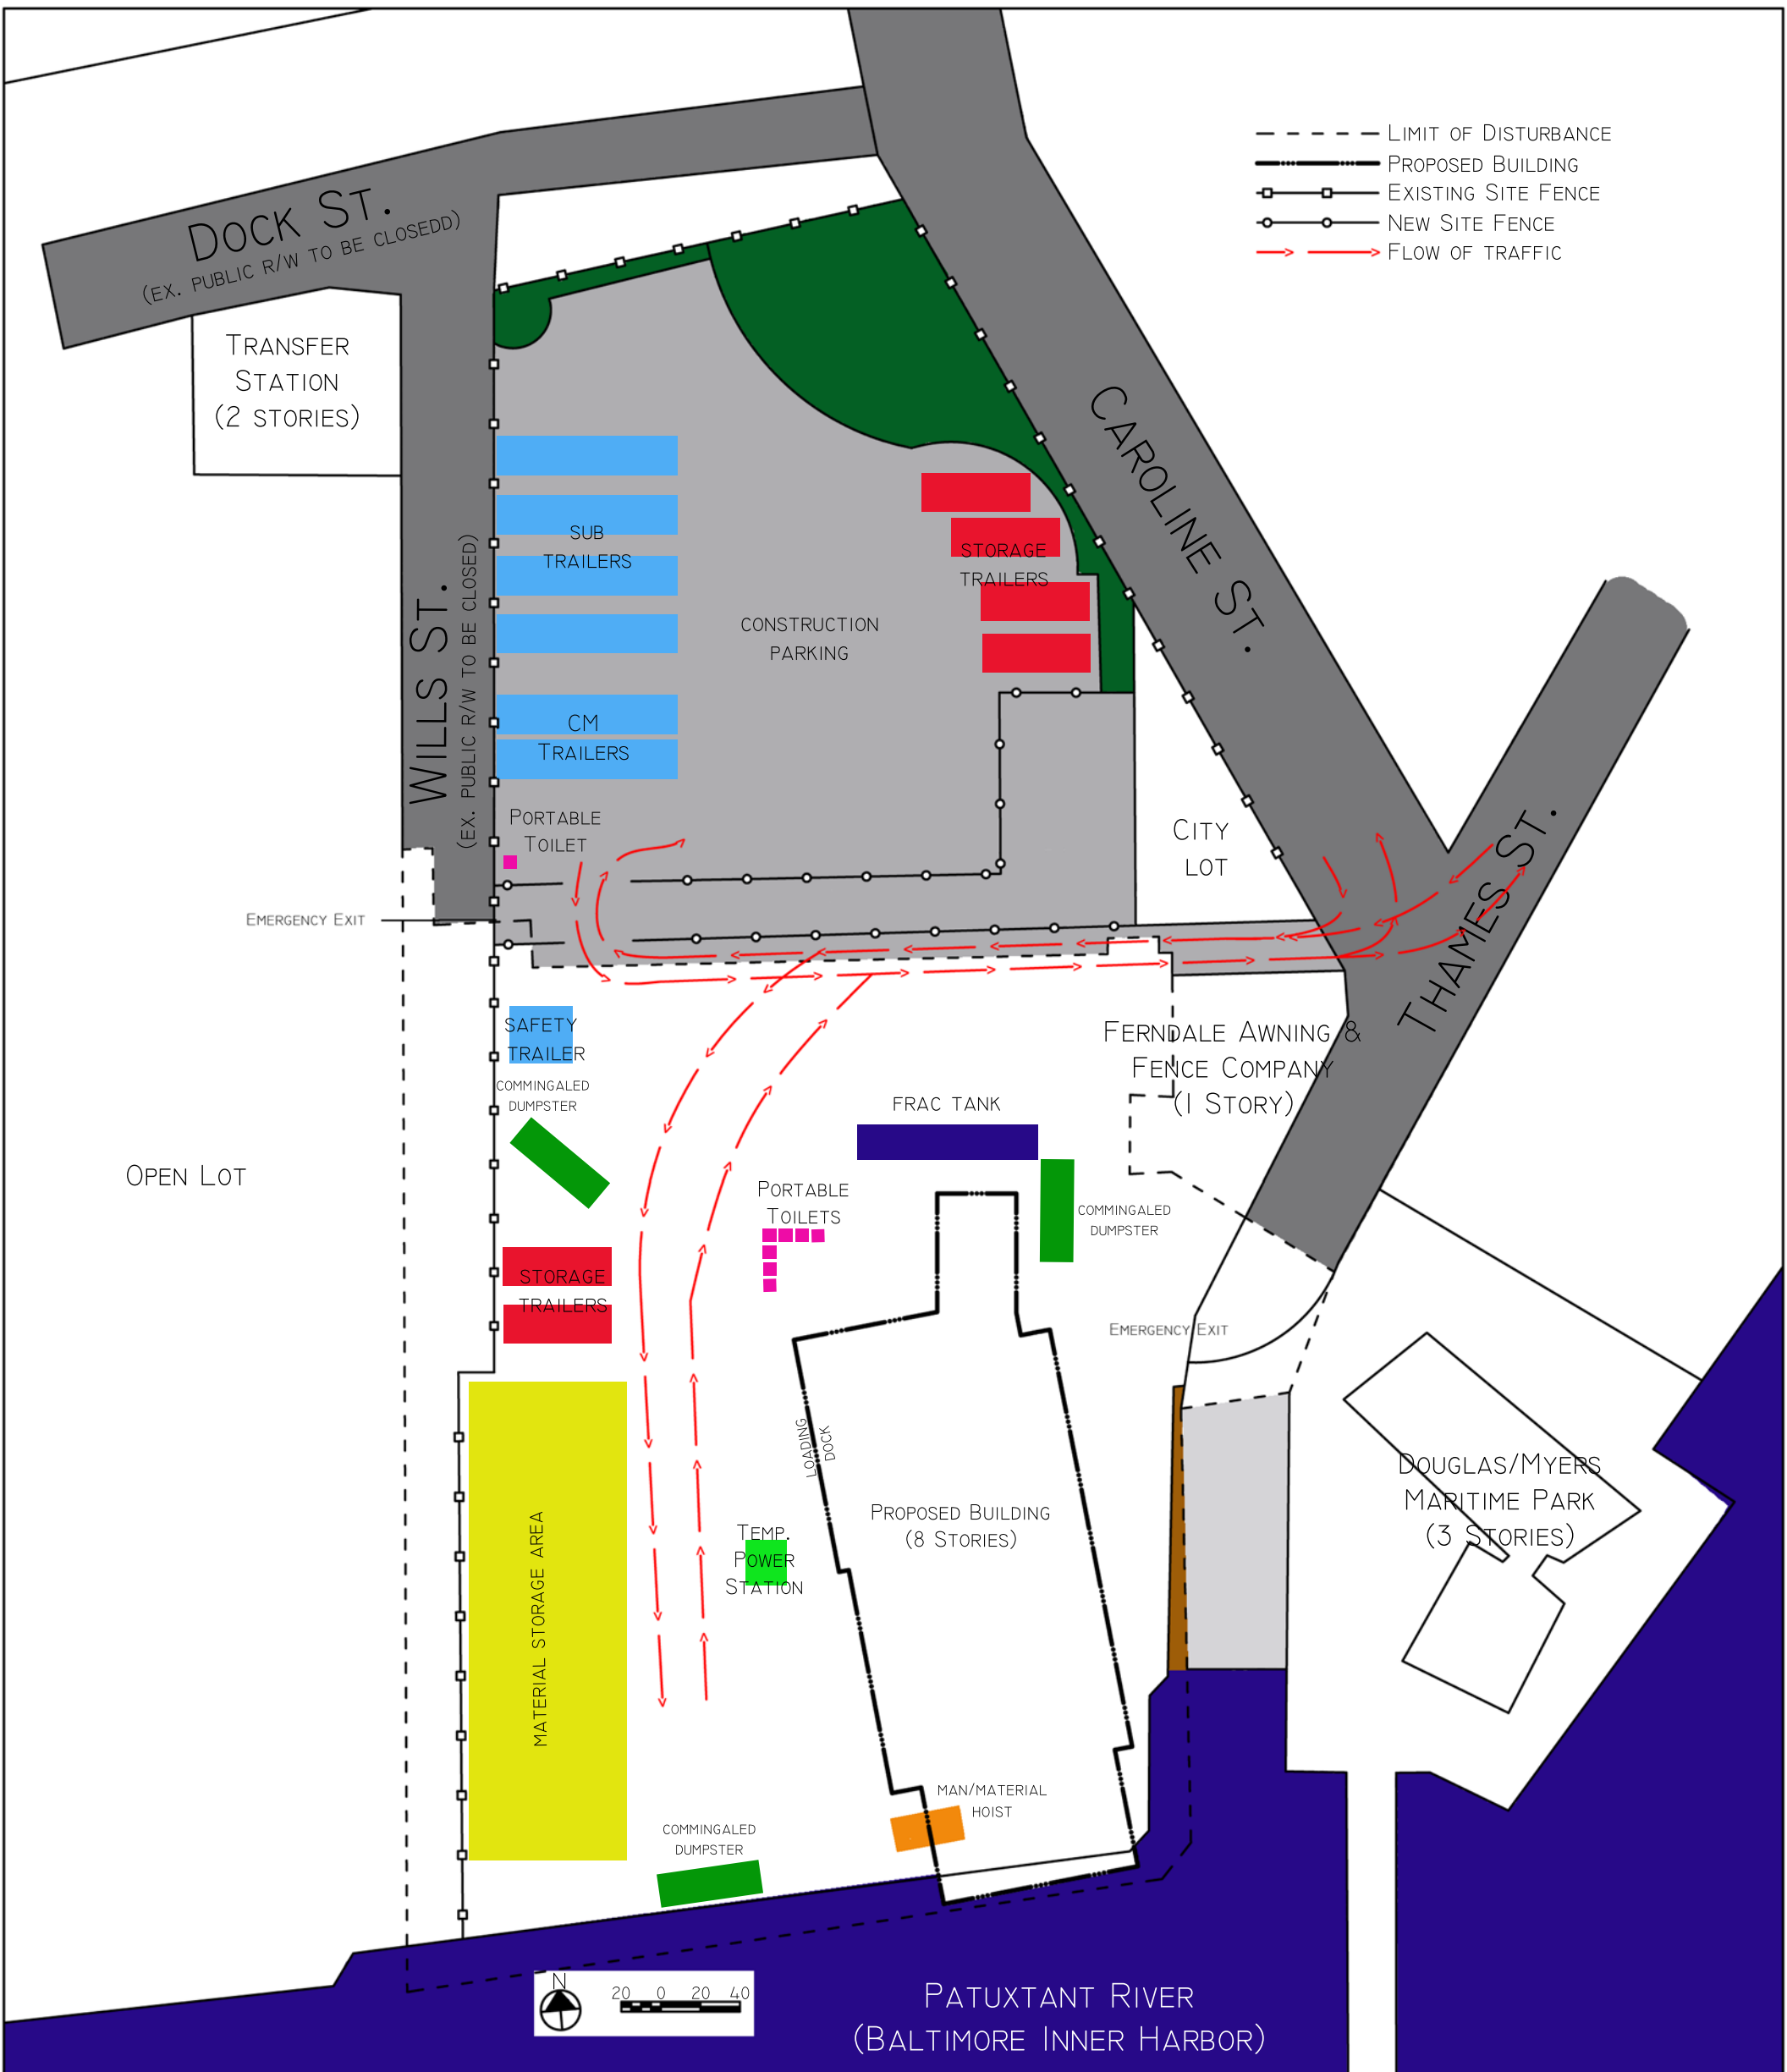 Limit of Disturbance
Proposed Building
Existing Site Fence
New Site Fence
Flow of traffic
Dock St.
(ex. public r/w to be closedd)
Transfer
Station
(2 stories)
Caroline St.
Sub
Trailers
Storage
Trailers
Construction
Parking
Wills St.
(ex. public r/w to be closed)
CM
Trailers
Portable
Toilet
City
Lot
Thames St.
Emergency Exit
Safety
Trailer
Ferndale Awning &
Fence Company
(1 Story)
Commingaled
Dumpster
Frac Tank
Open Lot
Portable
Toilets
Commingaled
Dumpster
Storage
Trailers
Emergency Exit
Loading
Dock
Douglas/Myers
Maritime Park
(3 Stories)
Proposed Building
(8 Stories)
Temp.
Power
Station
Material Storage Area
Man/Material
Hoist
Commingaled
Dumpster
N
20 0 20 40
Patuxtant River
(Baltimore Inner Harbor)